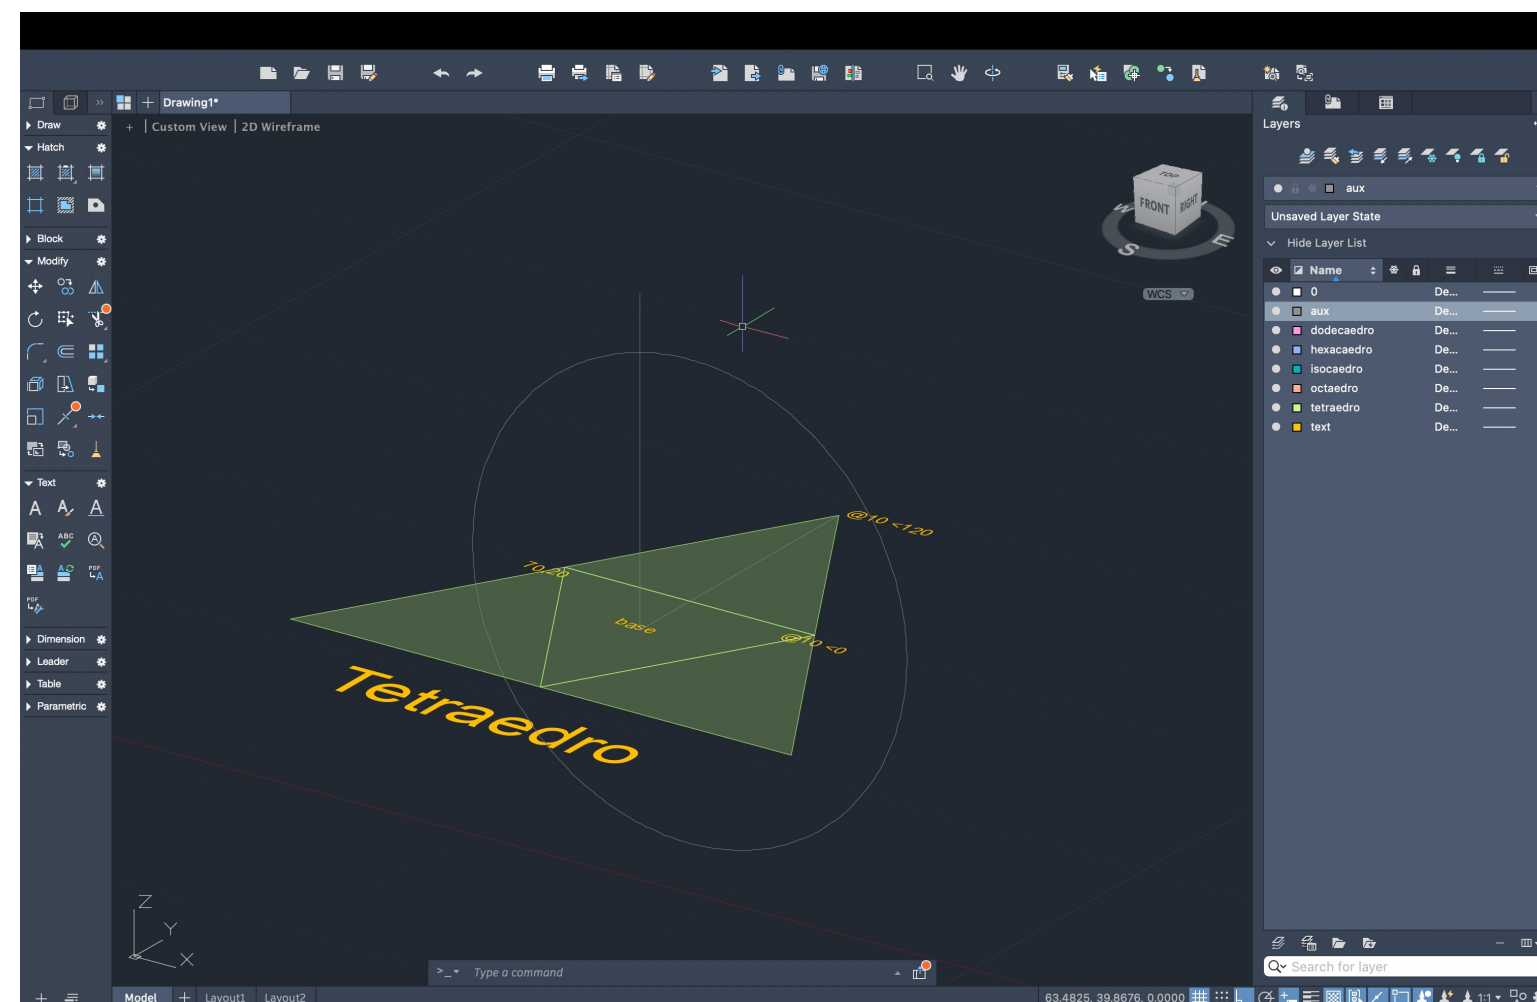 Drawing1*
Draw
Hatch
Block
Modify
Text
Dimension
Leader
Table
Parametric
+ | Custom View | 2D Wireframe
TOP
FRONT
RIGHT
W
S
E
WCS
@10 <120
70,20
base
@10 <0
Tetraedro
Z
Y
X
>_ Type a command
Model
Layout1
Layout2
63.4825, 39.8676, 0.0000
1:1
Layers
aux
Unsaved Layer State
Hide Layer List
Name
0 De...
aux De...
dodecaedro De...
hexacaedro De...
isocaedro De...
octaedro De...
tetraedro De...
text De...
Search for layer